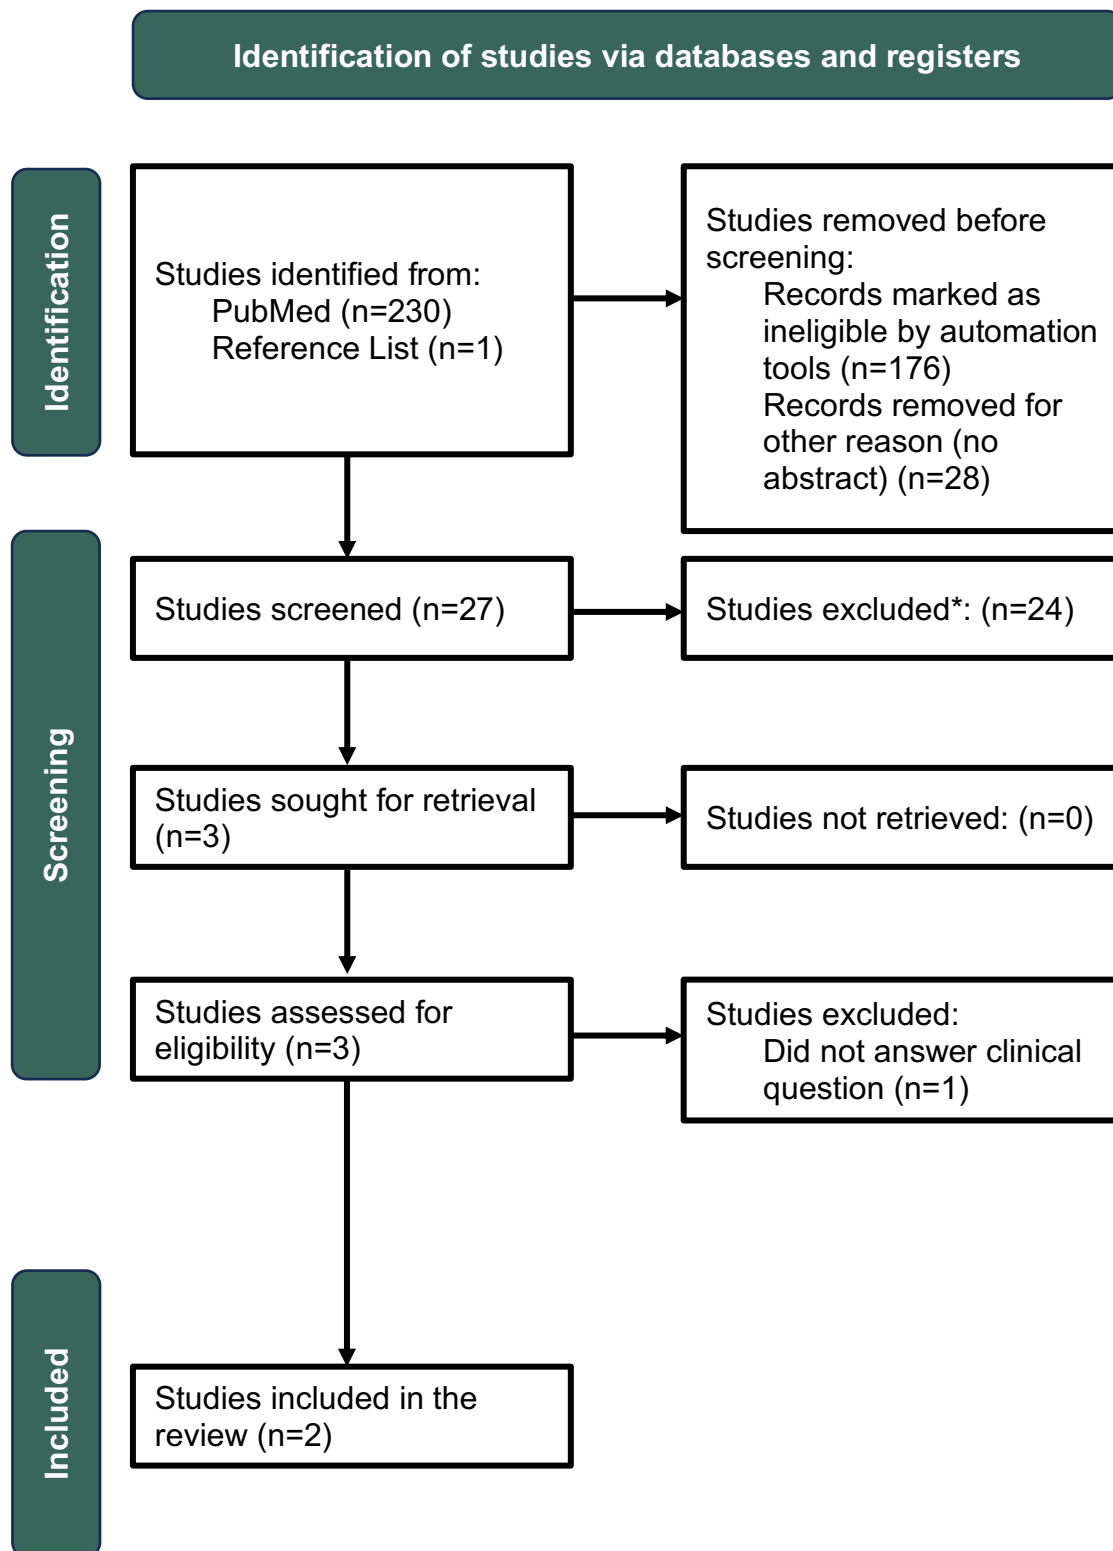 Identification of studies via databases and registers
Identification
Studies identified from:
PubMed (n=230)
Reference List (n=1)
Studies removed before
screening:
Records marked as
ineligible by automation
tools (n=176)
Records removed for
other reason (no
abstract) (n=28)
Screening
Studies screened (n=27)
Studies excluded*: (n=24)
Studies sought for retrieval
(n=3)
Studies not retrieved: (n=0)
Studies assessed for
eligibility (n=3)
Studies excluded:
Did not answer clinical
question (n=1)
Included
Studies included in the
review (n=2)